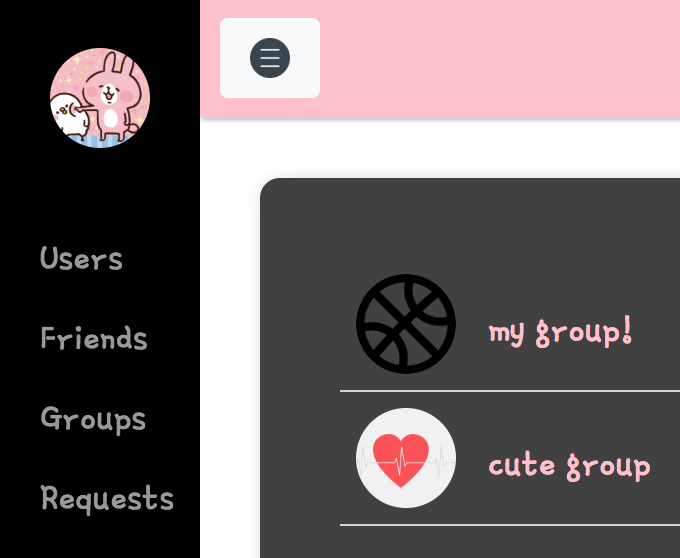 Users
Friends
Groups
Requests
my group!
cute group